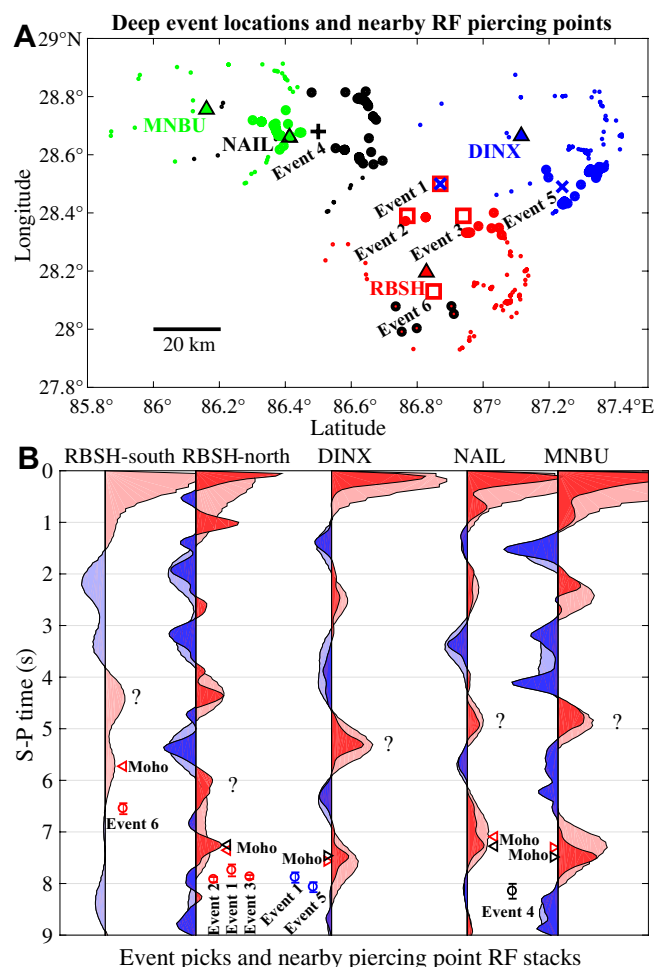 Deep event locations and nearby RF piercing points
A
29°N
28.8°
28.6°
28.4°
28.2°
28°
27.8°
Longitude
MNBU
NAIL
Event 4
DINX
Event 1
Event 5
Event 2
Event 3
RBSH
Event 6
20 km
85.8°
86°
86.2°
86.4°
86.6°
86.8°
87°
87.2°
87.4°E
Latitude
B
RBSH-south RBSH-north DINX NAIL MNBU
0
1
2
3
4
5
6
7
8
9
S-P time (s)
?
?
?
?
?
Moho
Event 6
Moho
Event 2
Event 1
Event 3
Moho
Event 1
Event 5
Moho
Event 4
Moho
Event picks and nearby piercing point RF stacks